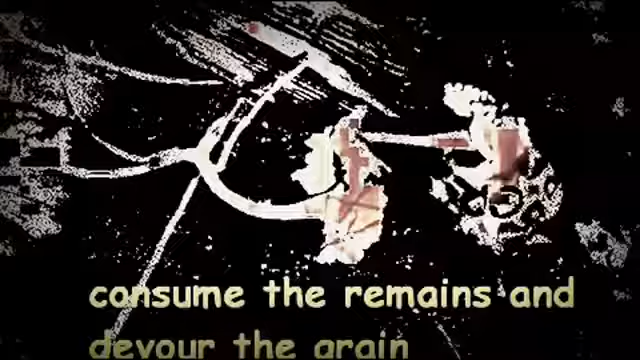 consume the remains and
devour the grain